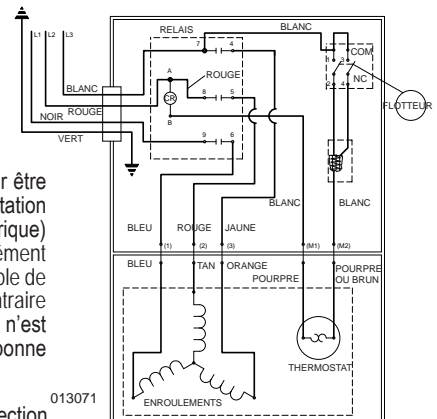 RELAIS
BLANC
L1 L2 L3
7 4
COM
A
ROUGE
1 3
NC
BLANC
CR
8 5
2 4
FLOTTEUR
ROUGE
NOIR
B
VERT
9 6
r être
tation
rique)
ément
ble de
ntraire
n'est
bonne
ection
BLANC
BLANC
BLEU ROUGE JAUNE
(1) (2) (3) (M1) (M2)
BLEU TAN ORANGE
POURPRE
POURPRE
OU BRUN
THERMOSTAT
ENROULEMENTS
013071